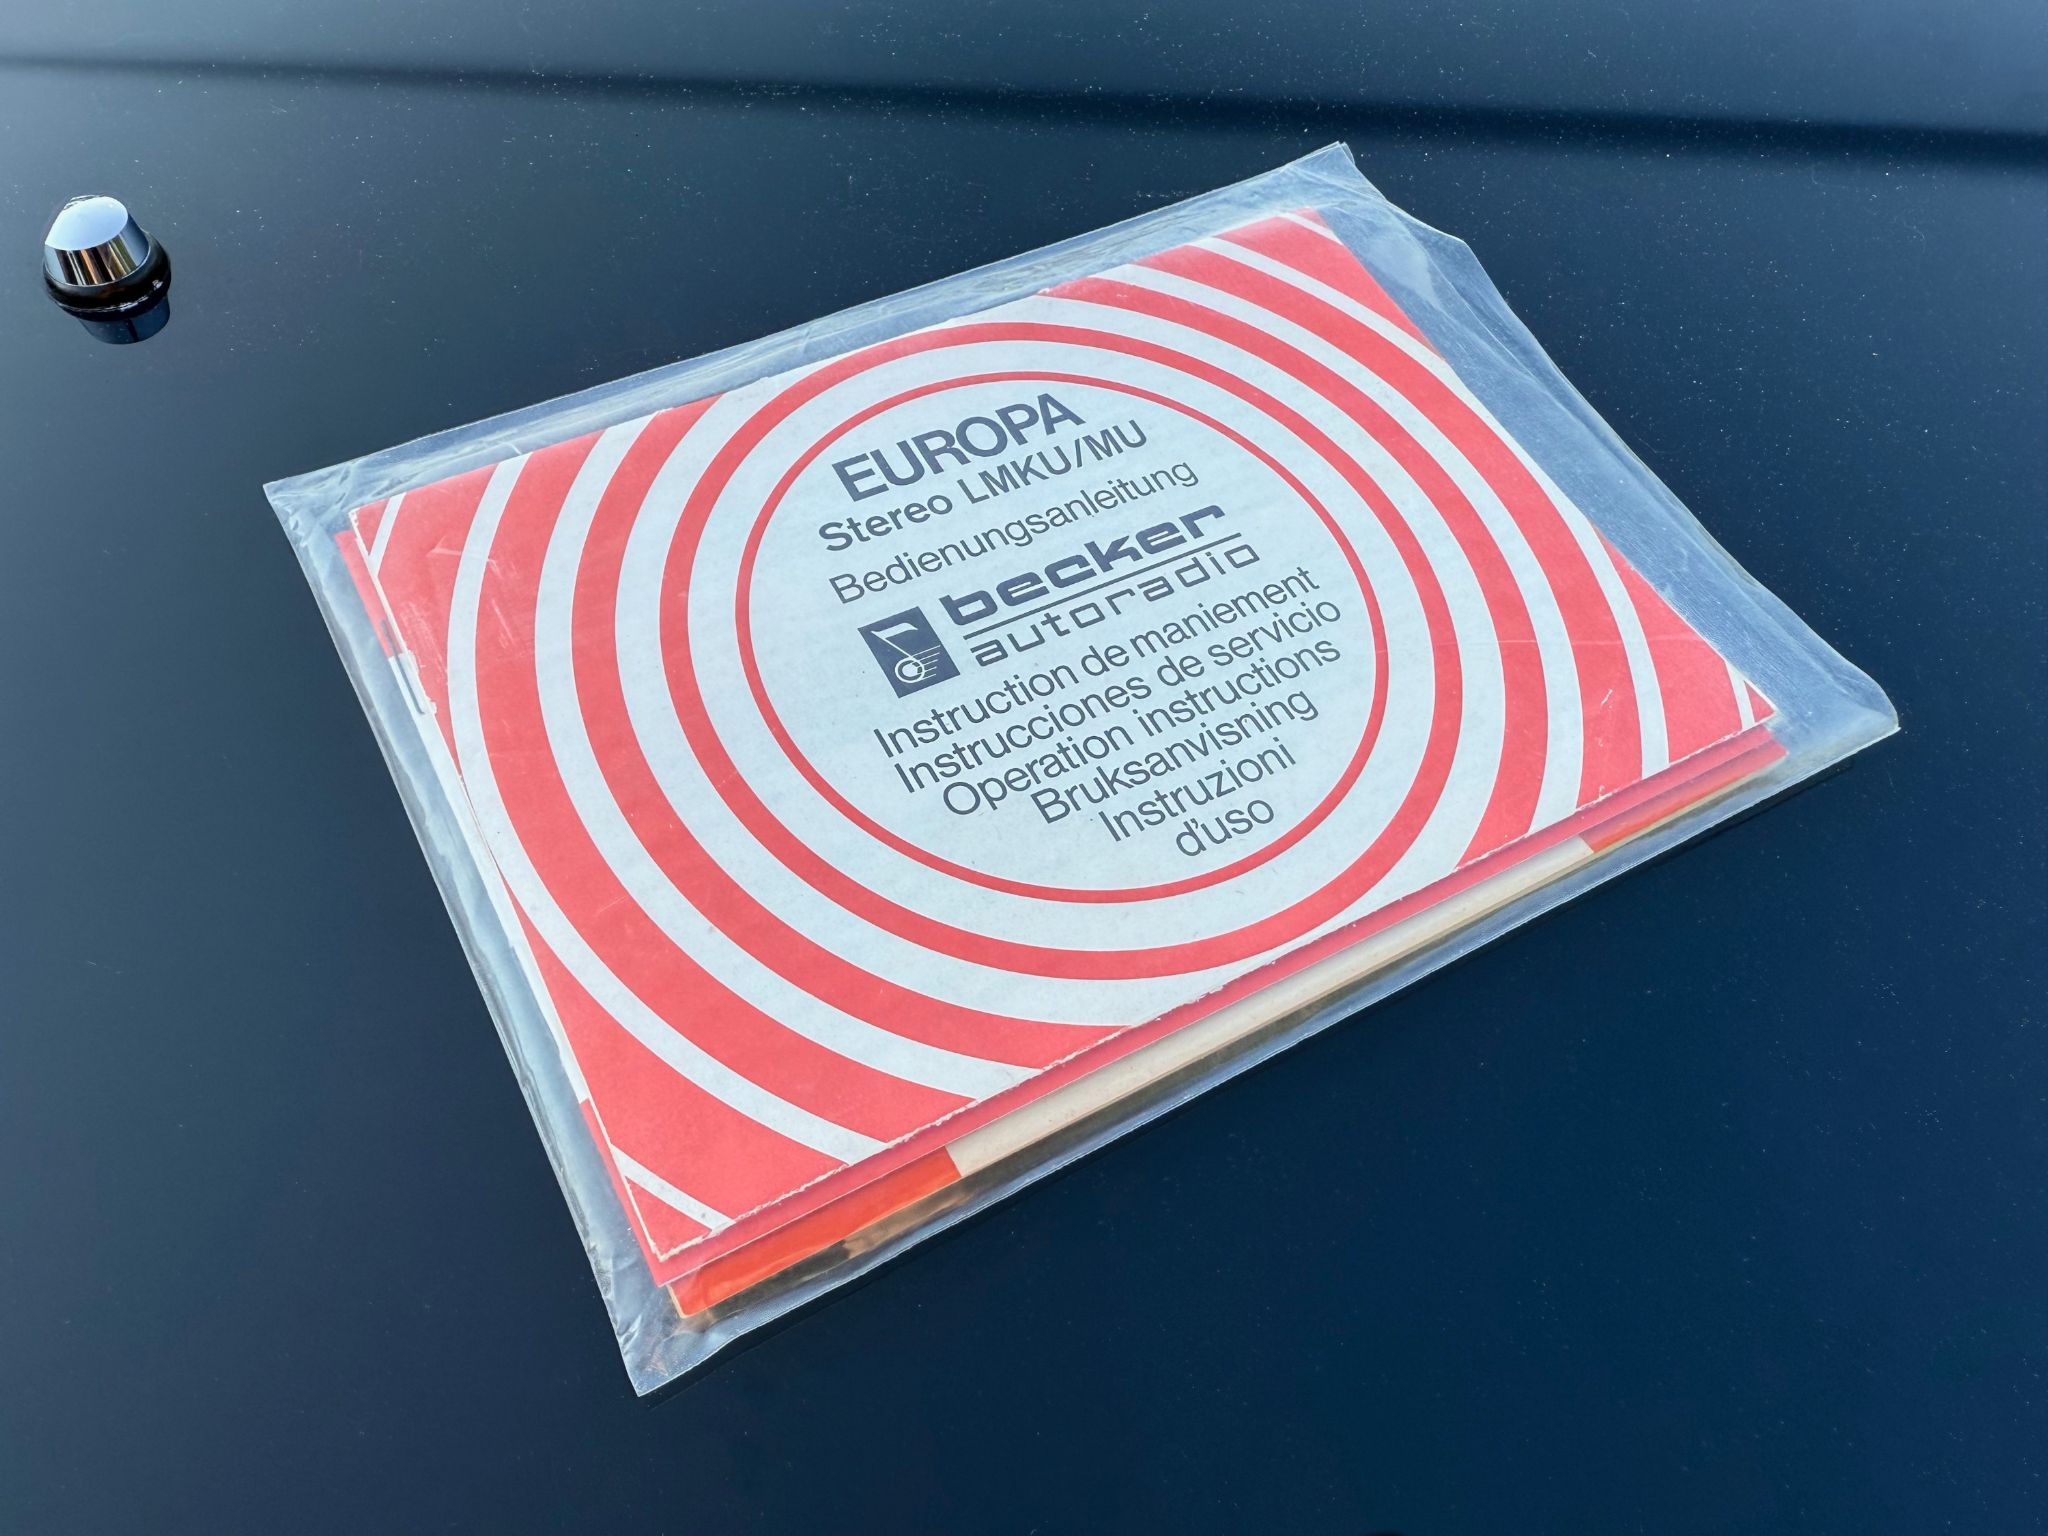 EUROPA
Stereo LMKU/MU
Bedienungsanleitung
becker
autoradio
Instruction de maniement
Instrucciones de servicio
Operation instructions
Bruksanvisning
Instruzioni
d'uso